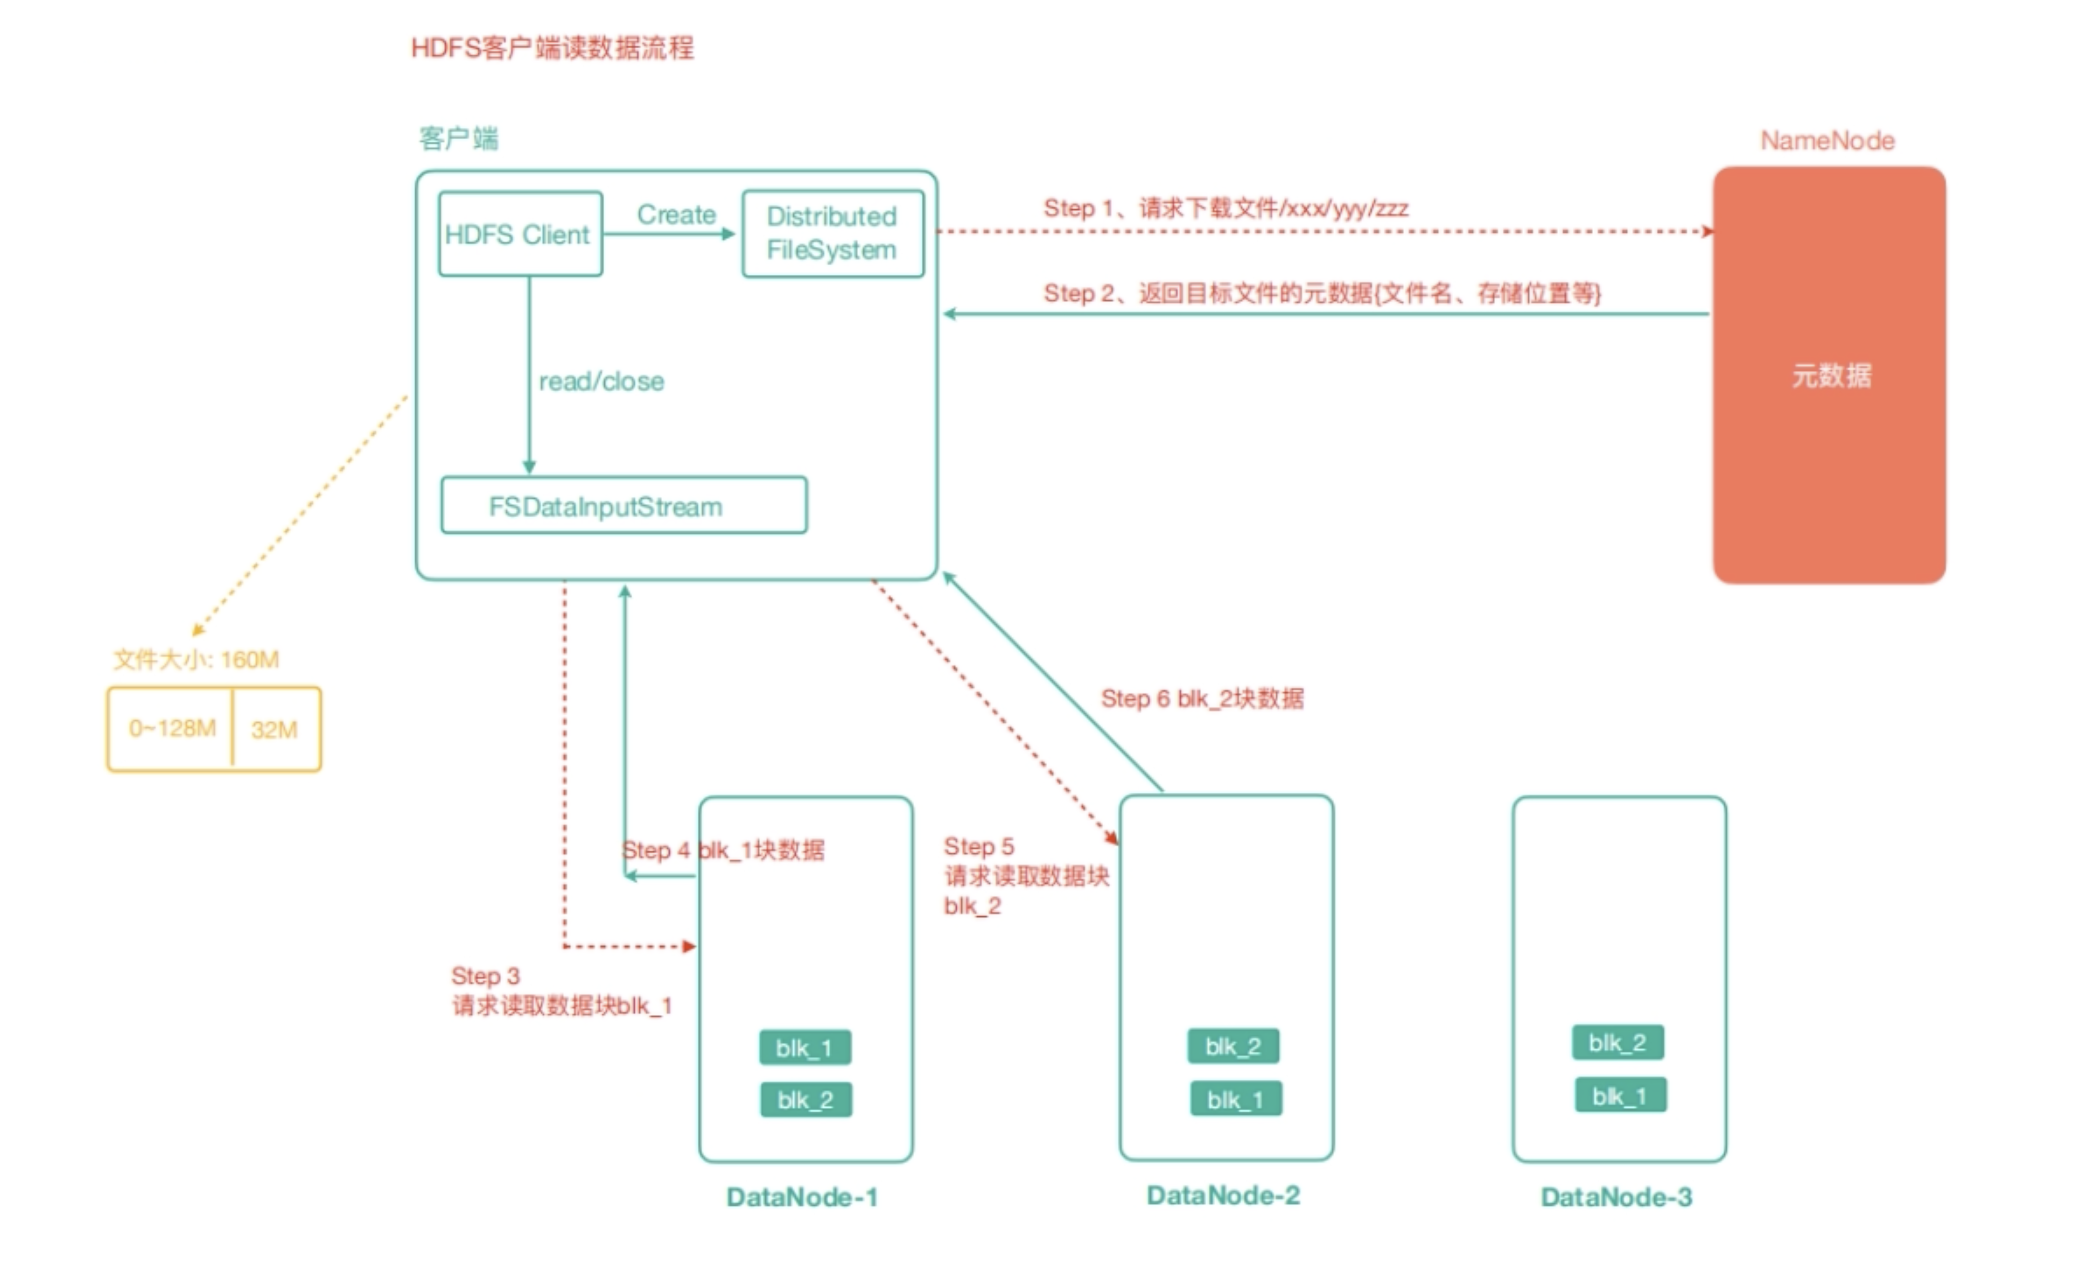 HDFS客户端读数据流程
客户端
NameNode
HDFS Client
Create
Distributed
FileSystem
Step 1、请求下载文件/xxx/yyy/zzz
Step 2、返回目标文件的元数据{文件名、存储位置等}
元数据
read/close
FSDataInputStream
文件大小: 160M
0~128M
32M
Step 6 blk_2块数据
Step 4 blk_1块数据
Step 5
请求读取数据块
blk_2
Step 3
请求读取数据块blk_1
blk_1
blk_2
blk_2
blk_1
blk_2
blk_1
DataNode-1
DataNode-2
DataNode-3